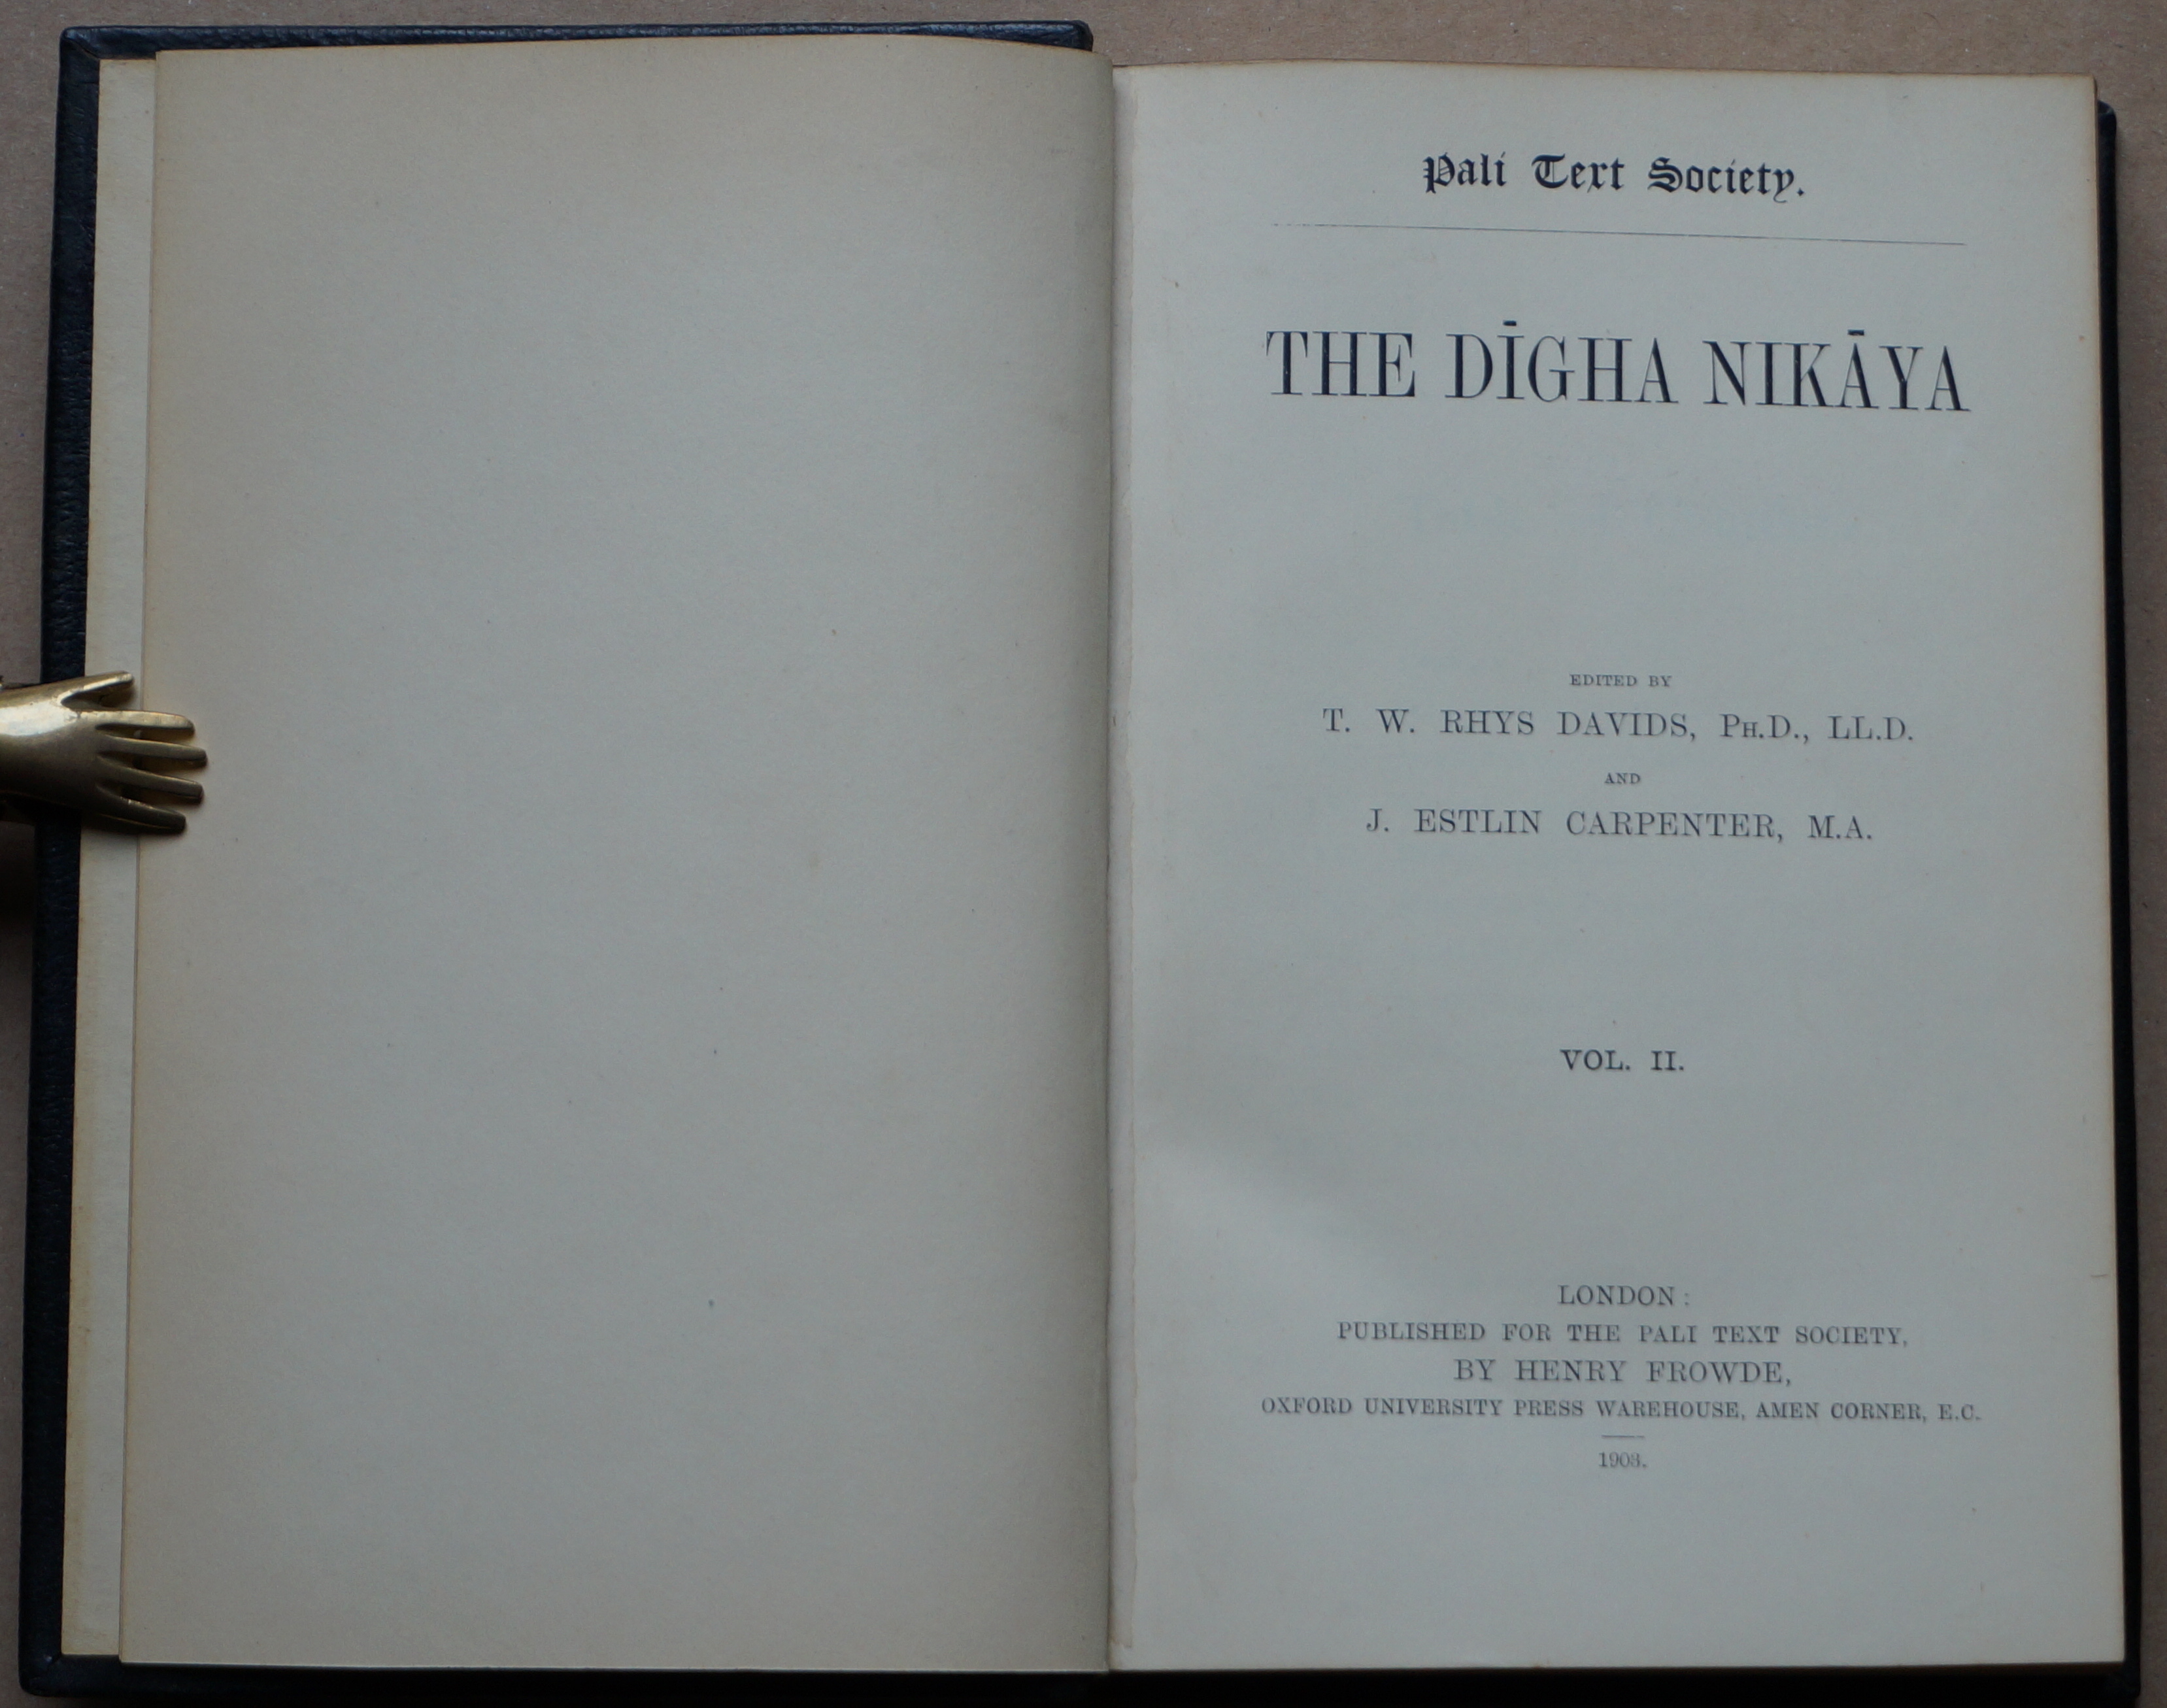 Pali Text Society.
THE DĪGHA NIKĀYA
EDITED BY
T. W. RHYS DAVIDS, Ph.D., LL.D.
AND
J. ESTLIN CARPENTER, M.A.
VOL. II.
LONDON:
PUBLISHED FOR THE PALI TEXT SOCIETY,
BY HENRY FROWDE,
OXFORD UNIVERSITY PRESS WAREHOUSE, AMEN CORNER, E.C.
1903.